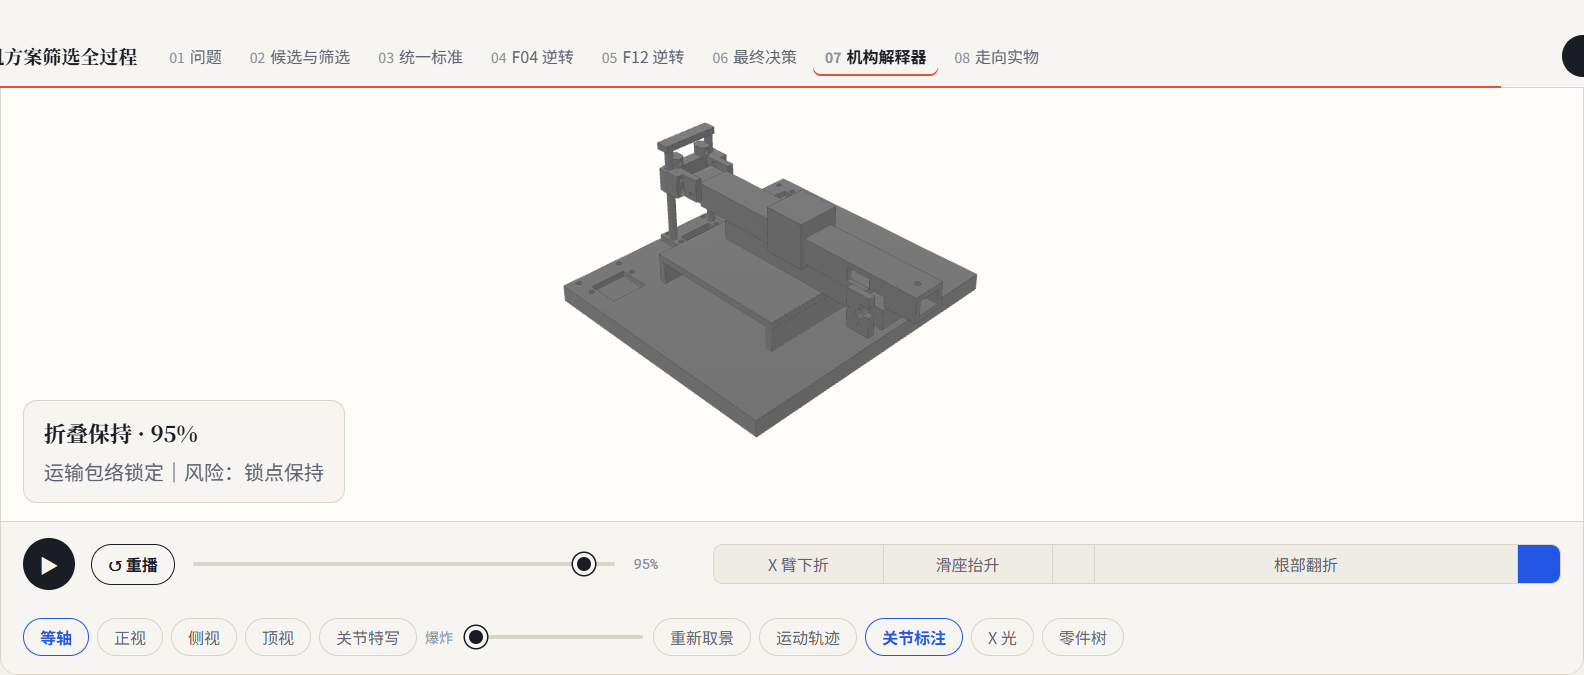 方案筛选全过程
01 问题
02 候选与筛选
03 统一标准
04 F04 逆转
05 F12 逆转
06 最终决策
07 机构解释器
08 走向实物
折叠保持 · 95%
运输包络锁定｜风险：锁点保持
↺ 重播
95%
X 臂下折
滑座抬升
根部翻折
等轴
正视
侧视
顶视
关节特写
爆炸
重新取景
运动轨迹
关节标注
X 光
零件树